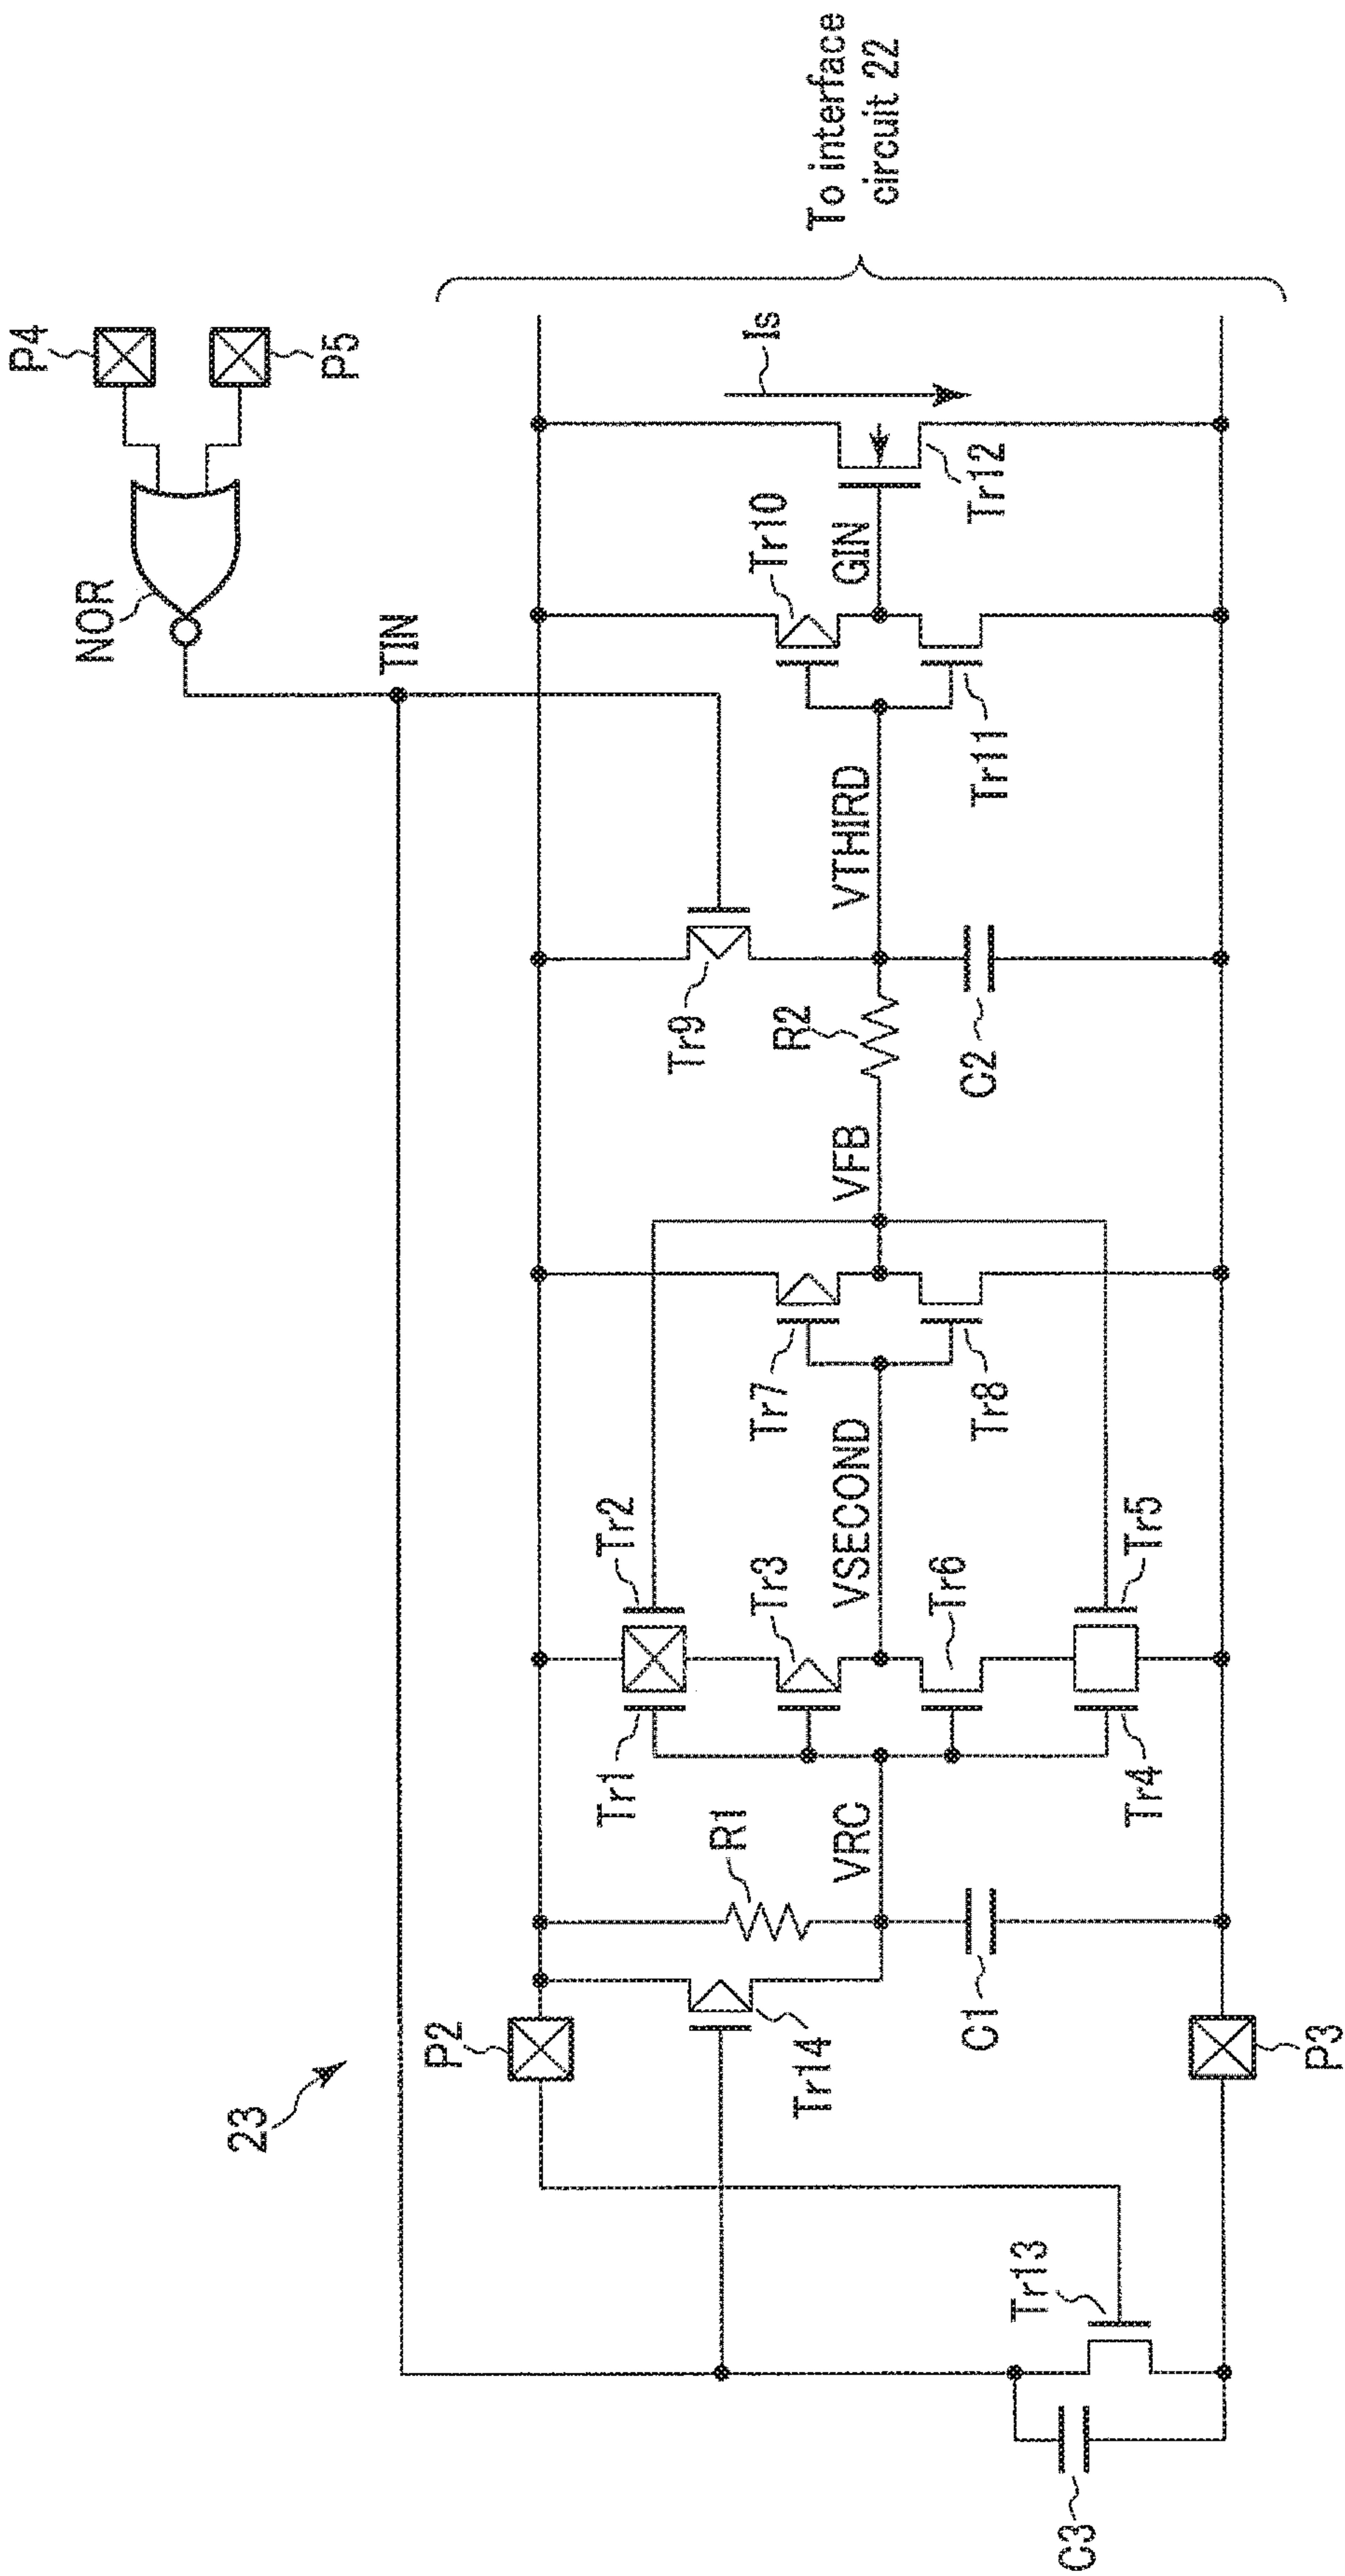 23
P4
P5
NOR
TIN
To interface
circuit 22
P2
P3
C3
Tr13
Tr14
R1
C1
VRC
Tr1
Tr2
Tr3
Tr4
Tr5
Tr6
VSECOND
Tr7
Tr8
VFB
R2
C2
Tr9
VTHIRD
Tr10
Tr11
GIN
Tr12
Is